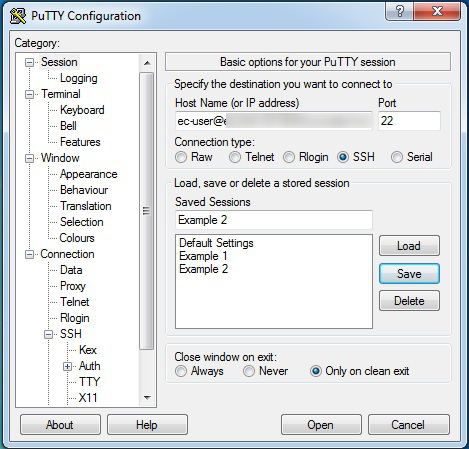 PuTTY Configuration
Category:
Session
Logging
Terminal
Keyboard
Bell
Features
Window
Appearance
Behaviour
Translation
Selection
Colours
Connection
Data
Proxy
Telnet
Rlogin
SSH
Kex
Auth
TTY
X11
Basic options for your PuTTY session
Specify the destination you want to connect to
Host Name (or IP address) Port
ec-user@ 22
Connection type:
Raw Telnet Rlogin SSH Serial
Load, save or delete a stored session
Saved Sessions
Example 2
Default Settings
Example 1
Example 2
Load
Save
Delete
Close window on exit:
Always Never Only on clean exit
About Help Open Cancel